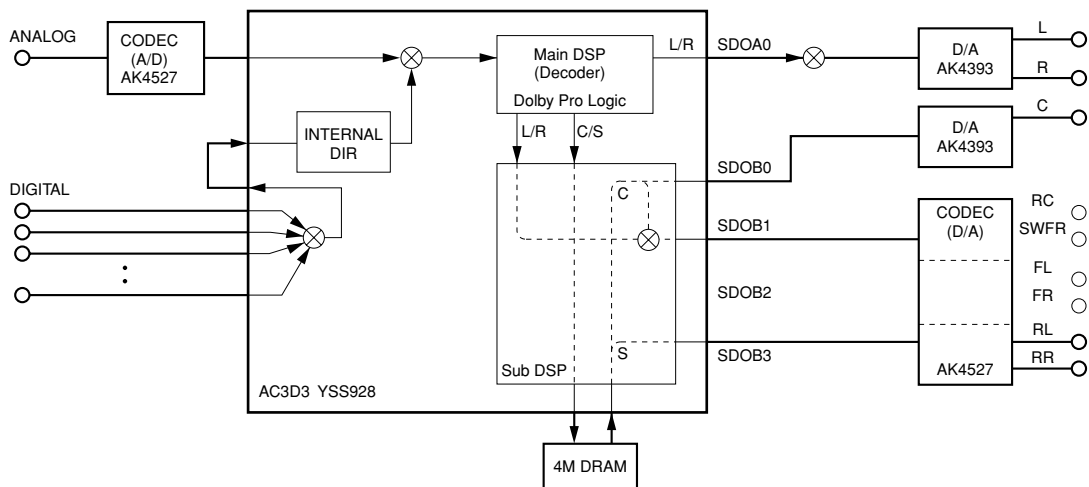 ANALOG
CODEC
(A/D)
AK4527
Main DSP
(Decoder)
Dolby Pro Logic
L/R
SDOA0
D/A
AK4393
L
R
C
D/A
AK4393
INTERNAL
DIR
L/R
C/S
SDOB0
C
DIGITAL
SDOB1
CODEC
(D/A)
RC
SWFR
SDOB2
FL
FR
S
Sub DSP
SDOB3
AK4527
RL
RR
AC3D3 YSS928
4M DRAM